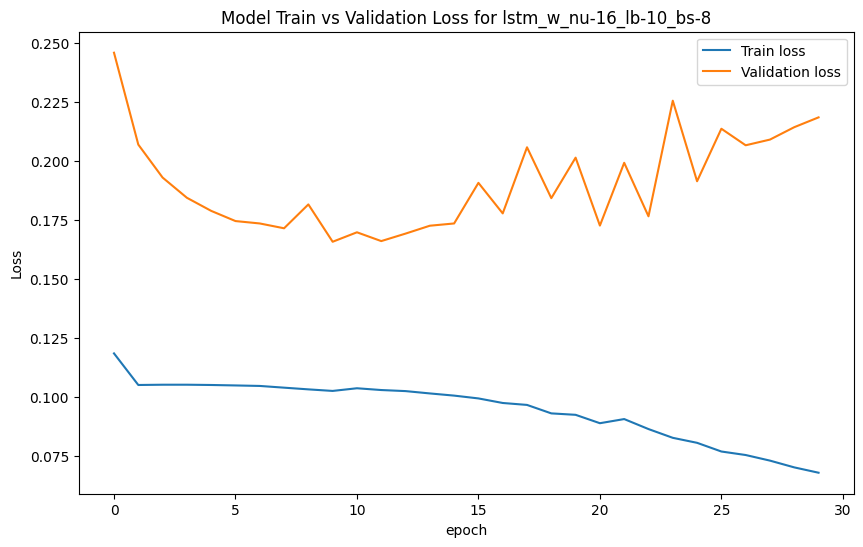 Model Train vs Validation Loss for lstm_w_nu-16_lb-10_bs-8
Train loss
Validation loss
0.250
0.225
0.200
0.175
0.150
0.125
0.100
0.075
Loss
0 5 10 15 20 25 30
epoch